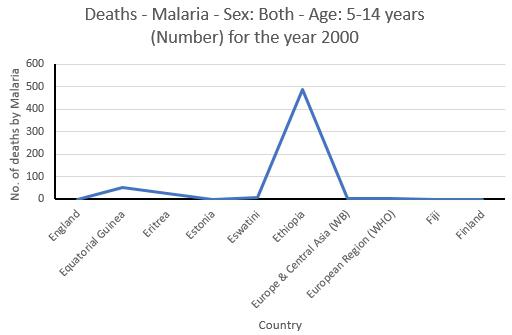 Deaths - Malaria - Sex: Both - Age: 5-14 years
(Number) for the year 2000
No. of deaths by Malaria
600
500
400
300
200
100
0
England
Equatorial Guinea
Eritrea
Estonia
Eswatini
Ethiopia
Europe & Central Asia (WB)
European Region (WHO)
Fiji
Finland
Country